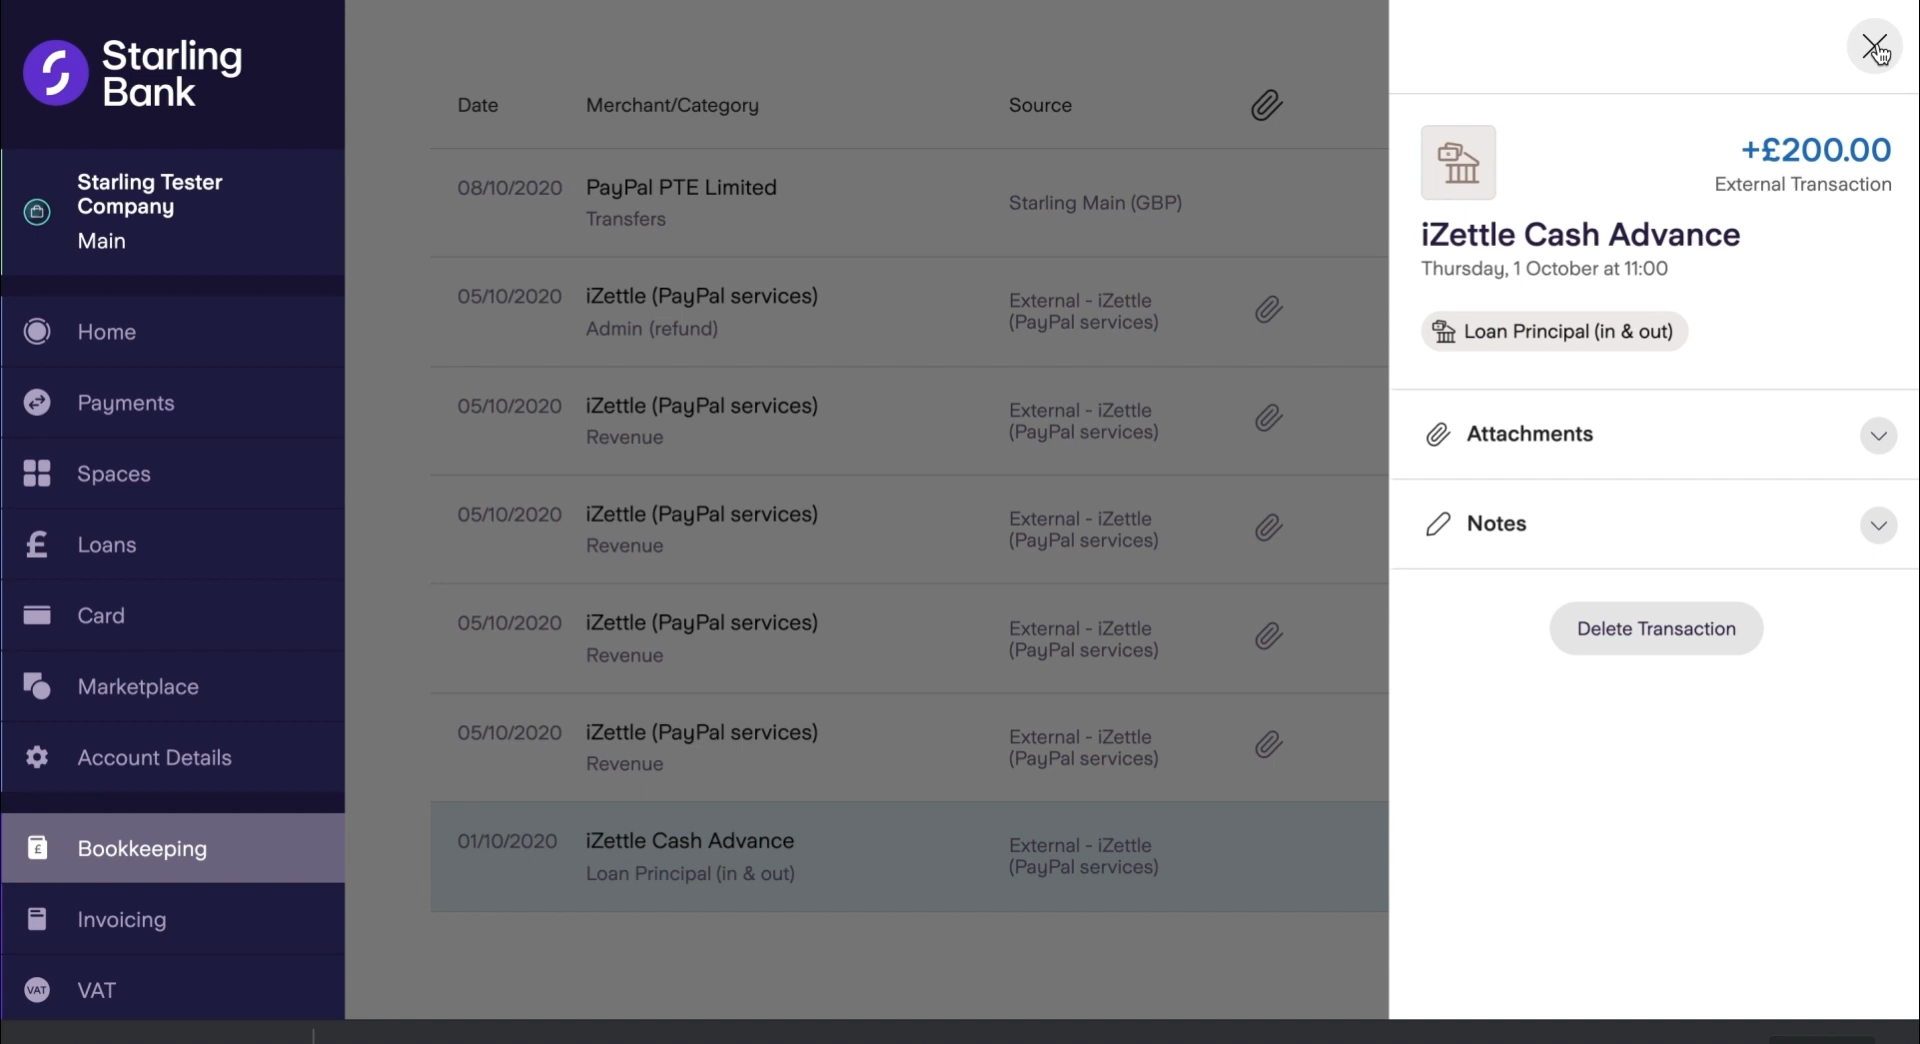 Starling
Bank
Starling Tester
Company
Main
Home
Payments
Spaces
Loans
Card
Marketplace
Account Details
Bookkeeping
Invoicing
VAT
VAT
Date Merchant/Category Source
08/10/2020 PayPal PTE Limited
Transfers
Starling Main (GBP)
05/10/2020 iZettle (PayPal services)
Admin (refund)
External - iZettle
(PayPal services)
05/10/2020 iZettle (PayPal services)
Revenue
External - iZettle
(PayPal services)
05/10/2020 iZettle (PayPal services)
Revenue
External - iZettle
(PayPal services)
05/10/2020 iZettle (PayPal services)
Revenue
External - iZettle
(PayPal services)
05/10/2020 iZettle (PayPal services)
Revenue
External - iZettle
(PayPal services)
01/10/2020 iZettle Cash Advance
Loan Principal (in & out)
External - iZettle
(PayPal services)
+£200.00
External Transaction
iZettle Cash Advance
Thursday, 1 October at 11:00
Loan Principal (in & out)
Attachments
Notes
Delete Transaction